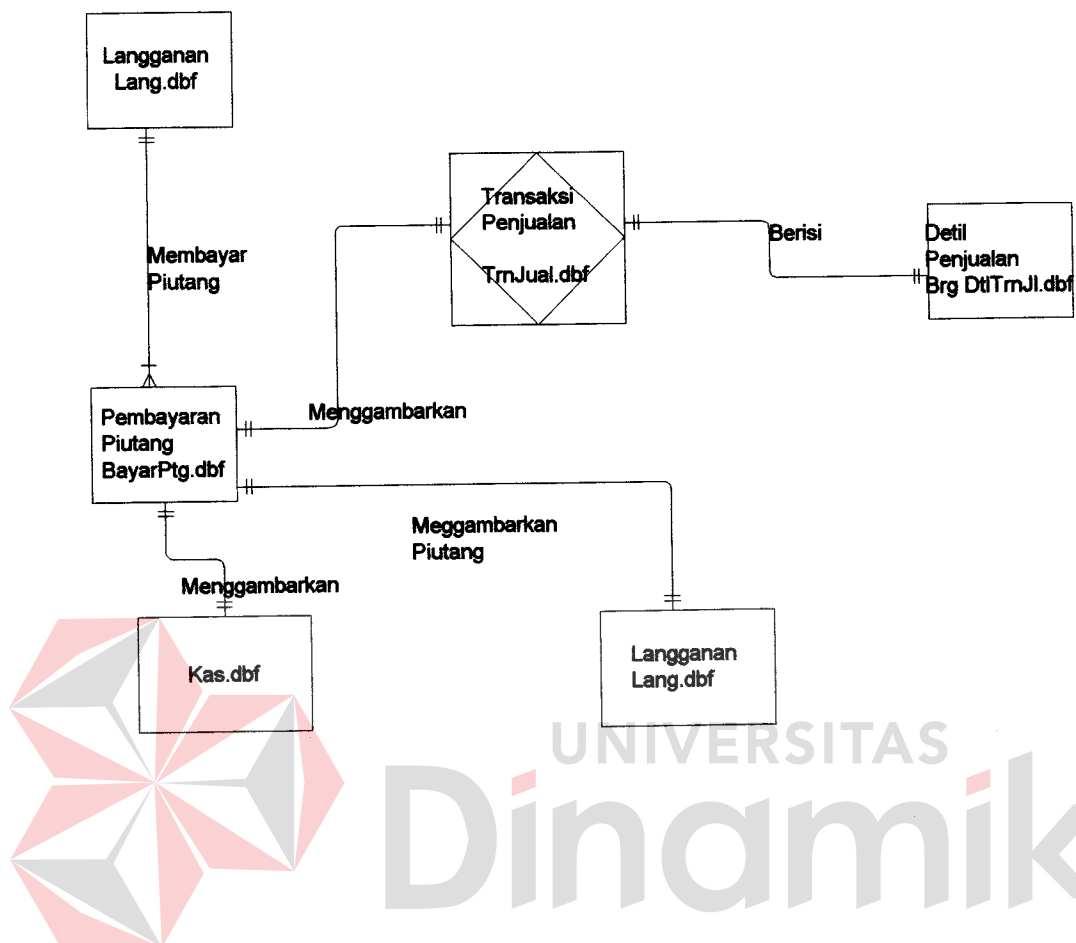 Langganan
Lang.dbf
Transaksi
Penjualan
TrnJual.dbf
Berisi
Detil
Penjualan
Brg DtlTrnJl.dbf
Membayar
Piutang
Pembayaran
Piutang
BayarPtg.dbf
Menggambarkan
Meggambarkan
Piutang
Menggambarkan
Kas.dbf
Langganan
Lang.dbf
UNIVERSITAS
Dinamik